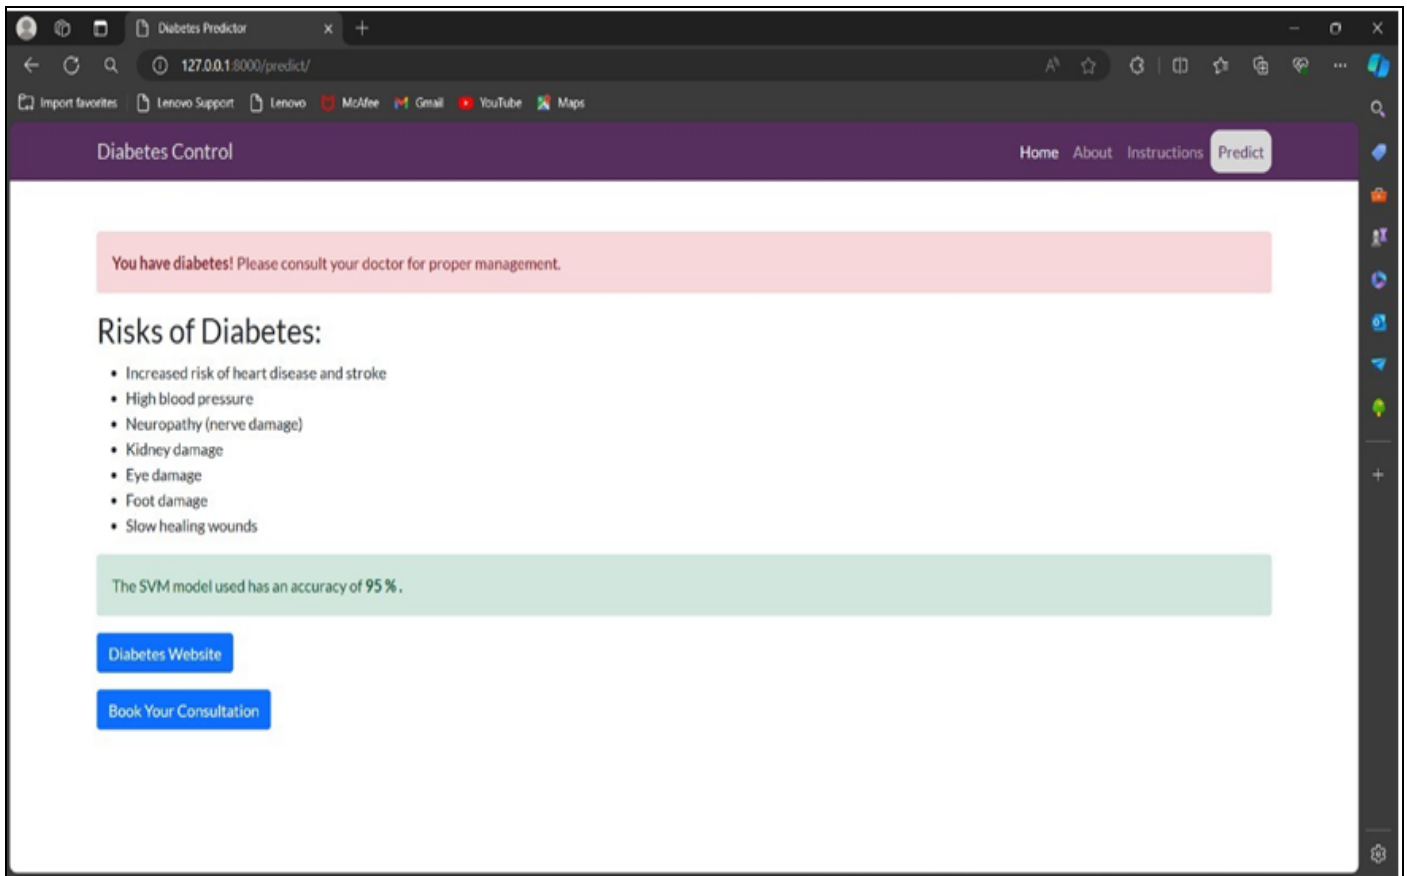 Diabetes Predictor
127.0.0.1:8000/predict/
Import favorites Lenovo Support Lenovo McAfee Gmail YouTube Maps
Diabetes Control Home About Instructions Predict
You have diabetes! Please consult your doctor for proper management.
Risks of Diabetes:
• Increased risk of heart disease and stroke
• High blood pressure
• Neuropathy (nerve damage)
• Kidney damage
• Eye damage
• Foot damage
• Slow healing wounds
The SVM model used has an accuracy of 95 % .
Diabetes Website
Book Your Consultation